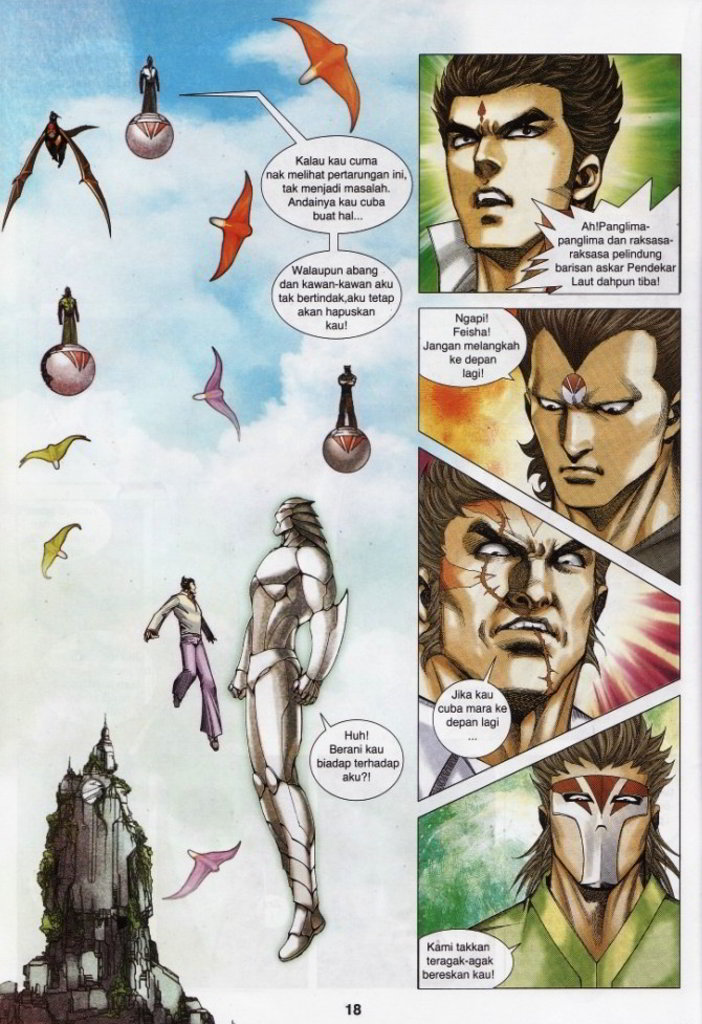 Kalau kau cuma
nak melihat pertarungan ini,
tak menjadi masalah.
Andainya kau cuba
buat hal...
Walaupun abang
dan kawan-kawan aku
tak bertindak,aku tetap
akan hapuskan
kau!
Huh!
Berani kau
biadap terhadap
aku?!
Ah!Panglima-
panglima dan raksasa-
raksasa pelindung
barisan askar Pendekar
Laut dahpun tiba!
Ngapi!
Feisha!
Jangan melangkah
ke depan
lagi!
Jika kau
cuba mara ke
depan lagi
...
Kami takkan
teragak-agak
bereskan kau!
18